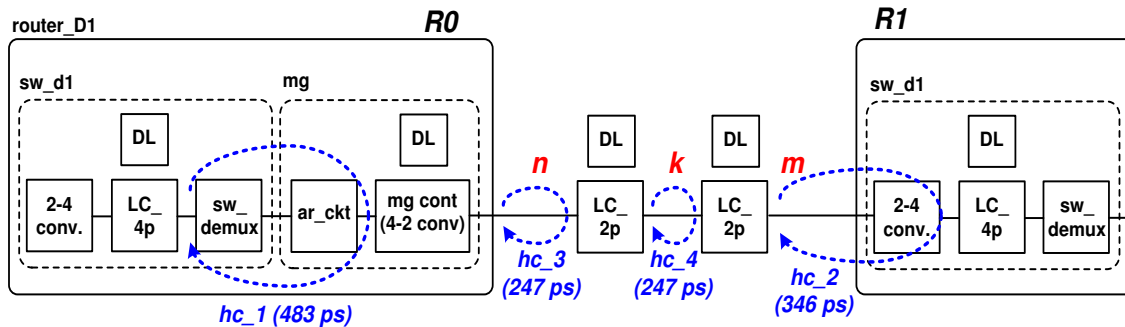 router_D1
R0
R1
sw_d1
mg
sw_d1
DL
DL
DL
DL
DL
n
k
m
2-4
conv.
LC_
4p
sw_
demux
ar_ckt
mg cont
(4-2 conv)
LC_
2p
LC_
2p
2-4
conv.
LC_
4p
sw_
demux
hc_3
(247 ps)
hc_4
(247 ps)
hc_2
(346 ps)
hc_1 (483 ps)